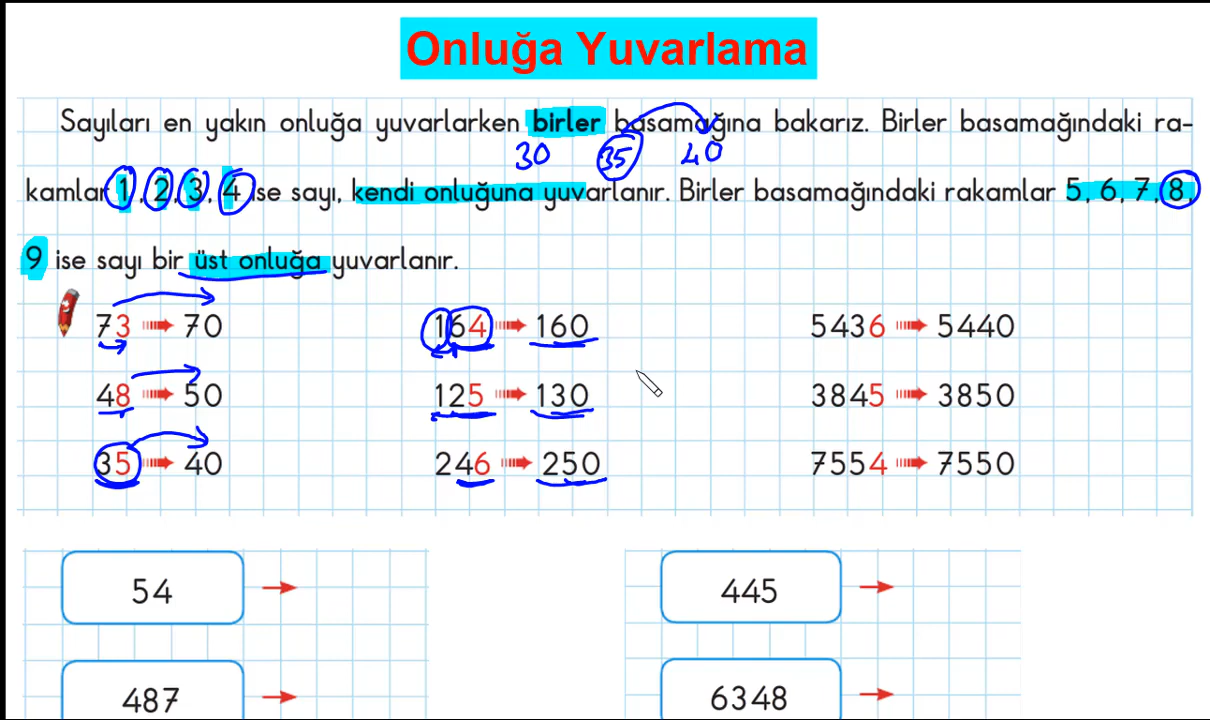 Onluğa Yuvarlama
Sayıları en yakın onluğa yuvarlarken birler basamağına bakarız. Birler basamağındaki ra-
30 35 40
kamlar 1, 2, 3, 4 ise sayı, kendi onluğuna yuvarlanır. Birler basamağındaki rakamlar 5, 6, 7, 8,
9 ise sayı bir üst onluğa yuvarlanır.
73 70 164 160 5436 5440
48 50 125 130 3845 3850
35 40 246 250 7554 7550
54 445
487 6348